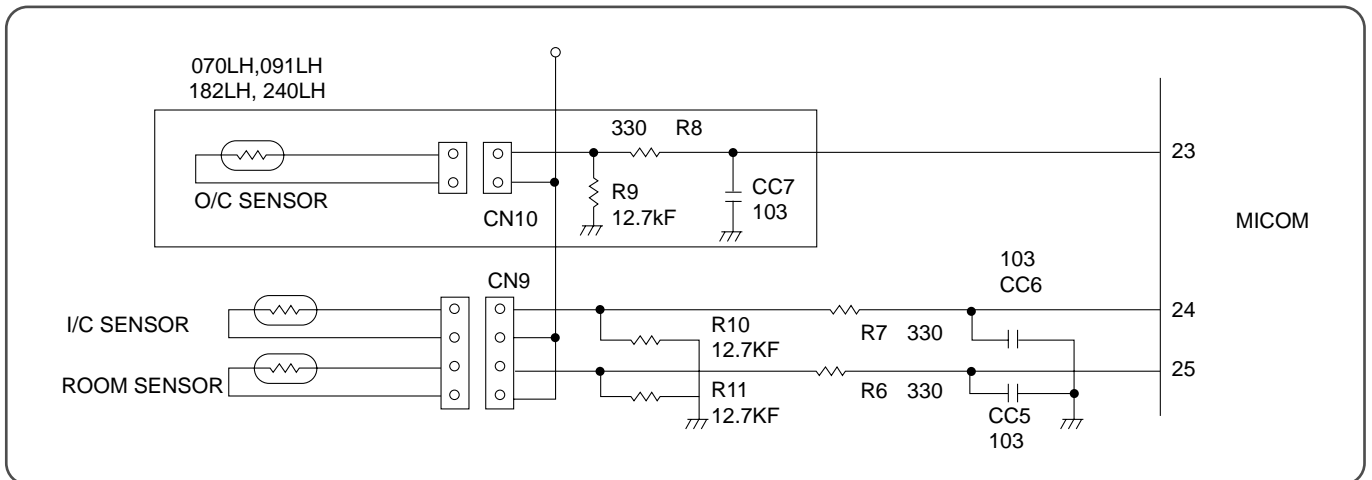 070LH,091LH
182LH, 240LH
330 R8
23
O/C SENSOR
R9
12.7kF
CC7
103
CN10
MICOM
CN9
103
CC6
I/C SENSOR
R10
12.7KF
R7 330
24
ROOM SENSOR
R11
12.7KF
R6 330
25
CC5
103